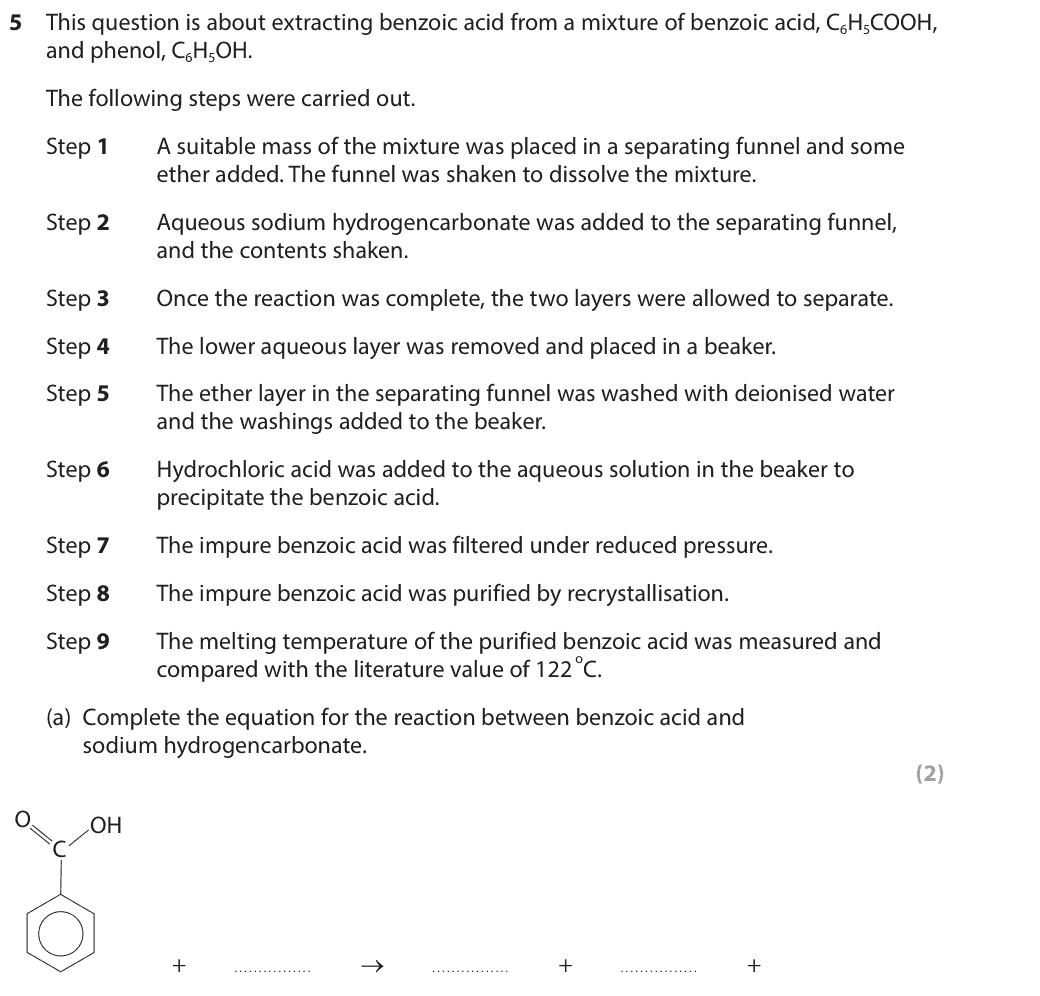 5 This question is about extracting benzoic acid from a mixture of benzoic acid, C₆H₅COOH,
and phenol, C₆H₅OH.
The following steps were carried out.
Step 1 A suitable mass of the mixture was placed in a separating funnel and some
ether added. The funnel was shaken to dissolve the mixture.
Step 2 Aqueous sodium hydrogencarbonate was added to the separating funnel,
and the contents shaken.
Step 3 Once the reaction was complete, the two layers were allowed to separate.
Step 4 The lower aqueous layer was removed and placed in a beaker.
Step 5 The ether layer in the separating funnel was washed with deionised water
and the washings added to the beaker.
Step 6 Hydrochloric acid was added to the aqueous solution in the beaker to
precipitate the benzoic acid.
Step 7 The impure benzoic acid was filtered under reduced pressure.
Step 8 The impure benzoic acid was purified by recrystallisation.
Step 9 The melting temperature of the purified benzoic acid was measured and
compared with the literature value of 122 °C.
(a) Complete the equation for the reaction between benzoic acid and
sodium hydrogencarbonate.
(2)
O OH
C
+ ................ → ................ + ................ +